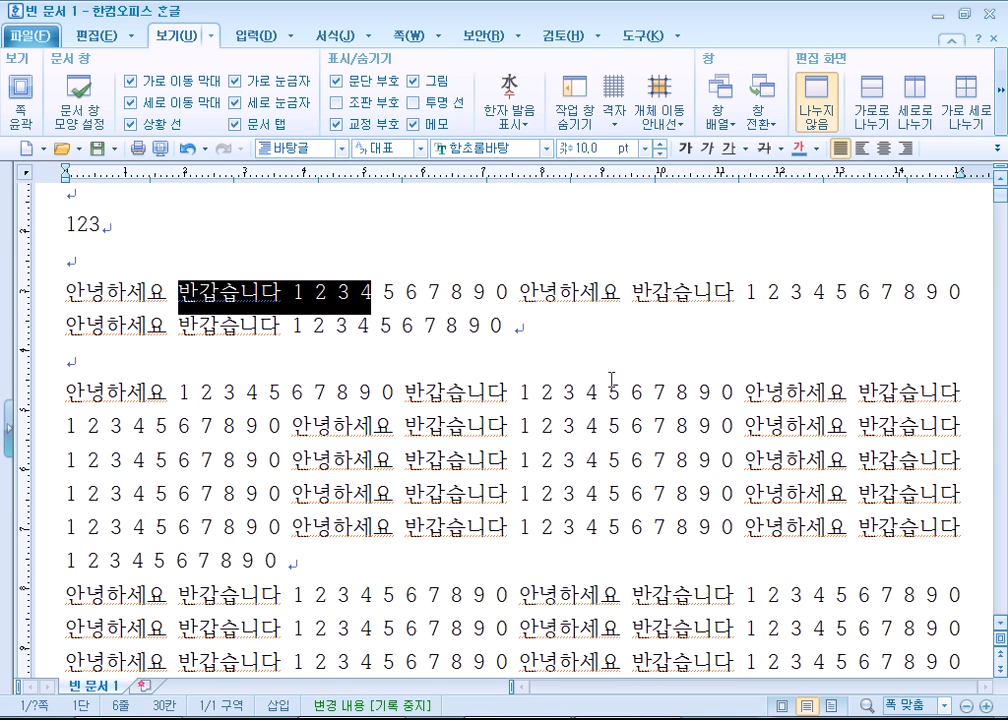 빈 문서 1 - 한컴오피스 흔글
파일(F) 편집(E) 보기(U) 입력(D) 서식(J) 쪽(W) 보안(R) 검토(H) 도구(K)
보기 문서 창 표시/숨기기 창 편집 화면
쪽 윤곽
문서 창 모양 설정
가로 이동 막대 가로 눈금자
세로 이동 막대 세로 눈금자
상황 선 문서 탭
문단 부호 그림
조판 부호 투명 선
교정 부호 메모
水 수
한자 발음 표시
작업 창 숨기기
격자
개체 이동 안내선
창 배열
창 전환
나누지 않음
가로로 나누기
세로로 나누기
가로 세로 나누기
바탕글 대표 함초롬바탕 10,0 pt 가 가 가 가 가
1 2 3 4 5 6 7 8 9 10 11 12 13 14 15
123
안녕하세요 반갑습니다 1 2 3 4 5 6 7 8 9 0 안녕하세요 반갑습니다 1 2 3 4 5 6 7 8 9 0
안녕하세요 반갑습니다 1 2 3 4 5 6 7 8 9 0
안녕하세요 1 2 3 4 5 6 7 8 9 0 반갑습니다 1 2 3 4 5 6 7 8 9 0 안녕하세요 반갑습니다
1 2 3 4 5 6 7 8 9 0 안녕하세요 반갑습니다 1 2 3 4 5 6 7 8 9 0 안녕하세요 반갑습니다
1 2 3 4 5 6 7 8 9 0 안녕하세요 반갑습니다 1 2 3 4 5 6 7 8 9 0 안녕하세요 반갑습니다
1 2 3 4 5 6 7 8 9 0 안녕하세요 반갑습니다 1 2 3 4 5 6 7 8 9 0 안녕하세요 반갑습니다
1 2 3 4 5 6 7 8 9 0 안녕하세요 반갑습니다 1 2 3 4 5 6 7 8 9 0 안녕하세요 반갑습니다
1 2 3 4 5 6 7 8 9 0
안녕하세요 반갑습니다 1 2 3 4 5 6 7 8 9 0 안녕하세요 반갑습니다 1 2 3 4 5 6 7 8 9 0
안녕하세요 반갑습니다 1 2 3 4 5 6 7 8 9 0 안녕하세요 반갑습니다 1 2 3 4 5 6 7 8 9 0
안녕하세요 반갑습니다 1 2 3 4 5 6 7 8 9 0 안녕하세요 반갑습니다 1 2 3 4 5 6 7 8 9 0
빈 문서 1
1/?쪽 1단 6줄 30칸 1/1 구역 삽입 변경 내용 [기록 중지] 폭 맞춤